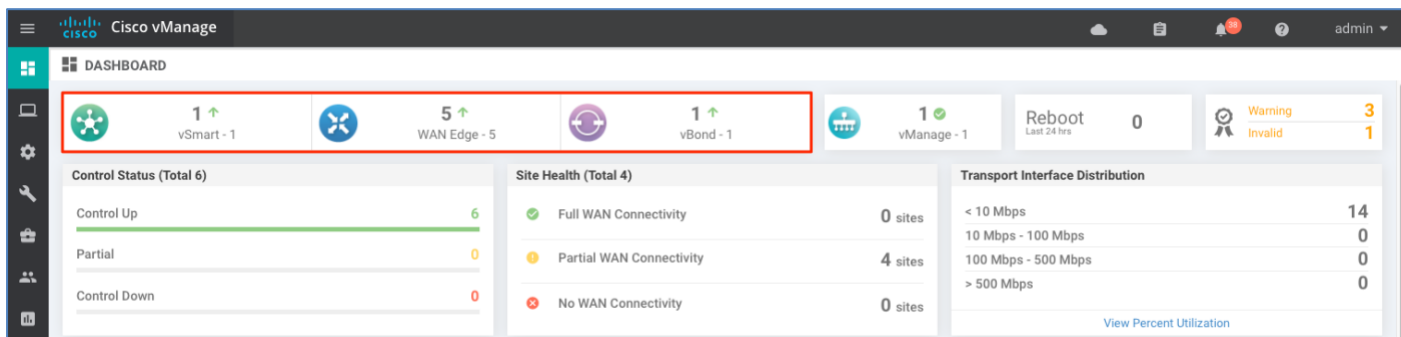 CISCO Cisco vManage 38 admin
DASHBOARD
1 5 1 1 Reboot 0 Warning 3
vSmart - 1 WAN Edge - 5 vBond - 1 vManage - 1 Last 24 hrs Invalid 1
Control Status (Total 6)
Control Up 6
Partial 0
Control Down 0
Site Health (Total 4)
Full WAN Connectivity 0 sites
Partial WAN Connectivity 4 sites
No WAN Connectivity 0 sites
Transport Interface Distribution
< 10 Mbps 14
10 Mbps - 100 Mbps 0
100 Mbps - 500 Mbps 0
> 500 Mbps 0
View Percent Utilization